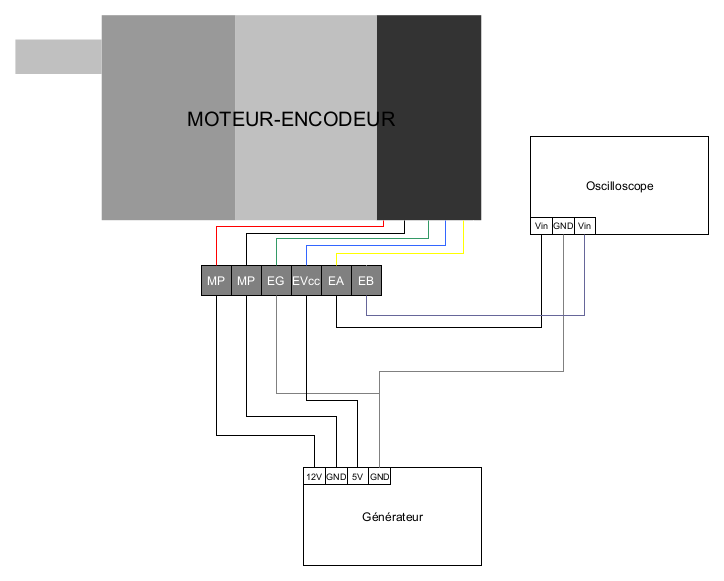 MOTEUR-ENCODEUR
Oscilloscope
Vin GND Vin
MP MP EG EVcc EA EB
12V GND 5V GND
Générateur